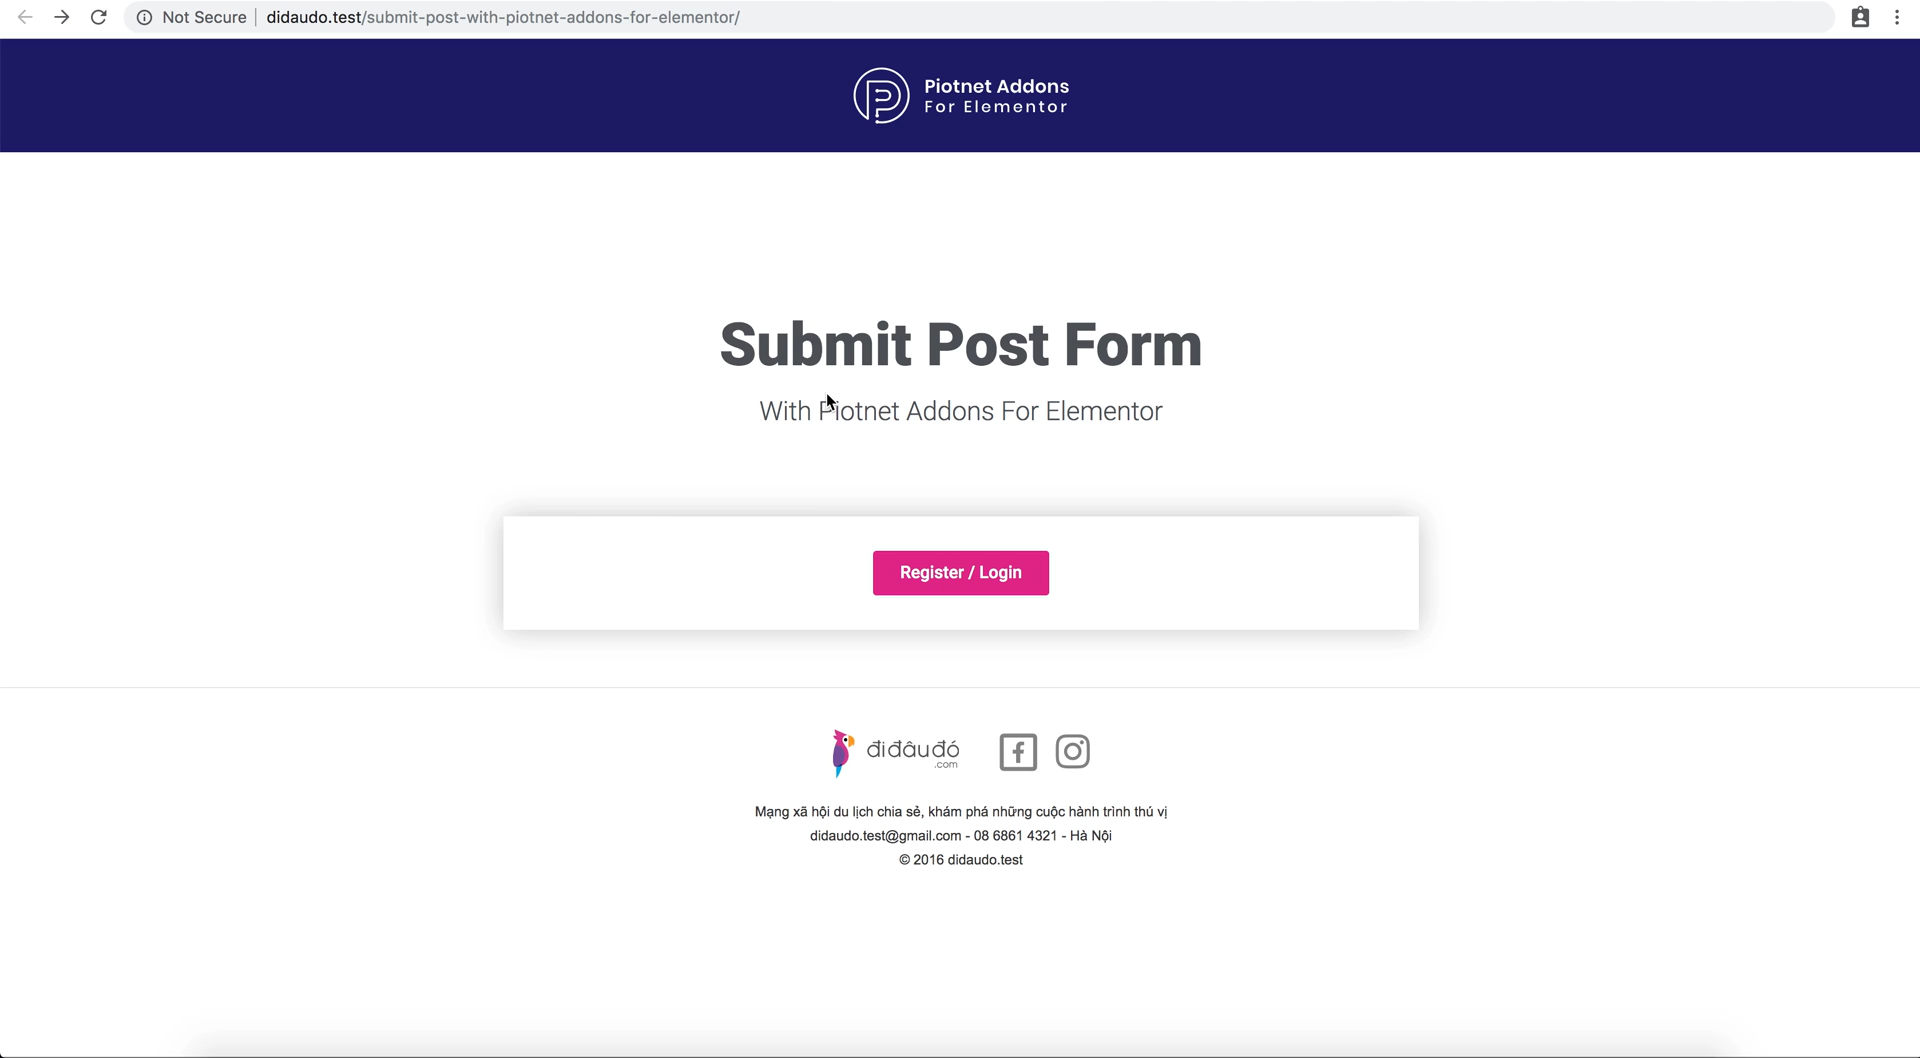 Not Secure didaudo.test/submit-post-with-piotnet-addons-for-elementor/
Piotnet Addons
For Elementor
Submit Post Form
With Piotnet Addons For Elementor
Register / Login
điđâuđó
.com
Mạng xã hội du lịch chia sẻ, khám phá những cuộc hành trình thú vị
didaudo.test@gmail.com - 08 6861 4321 - Hà Nội
© 2016 didaudo.test